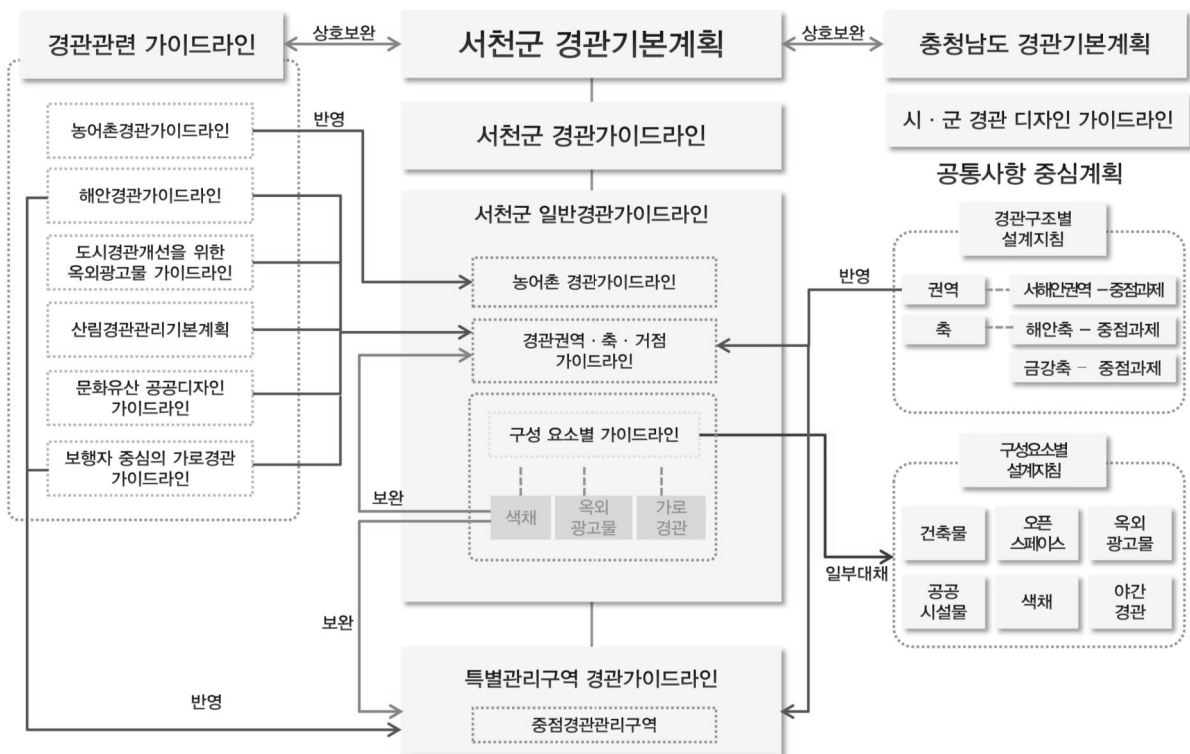 경관관련 가이드라인
상호보완
서천군 경관기본계획
상호보완
충청남도 경관기본계획
농어촌경관가이드라인
해안경관가이드라인
도시경관개선을 위한
옥외광고물 가이드라인
산림경관관리기본계획
문화유산 공공디자인
가이드라인
보행자 중심의 가로경관
가이드라인
반영
서천군 경관가이드라인
서천군 일반경관가이드라인
농어촌 경관가이드라인
경관권역 · 축 · 거점
가이드라인
구성 요소별 가이드라인
색채
옥외
광고물
가로
경관
보완
보완
반영
특별관리구역 경관가이드라인
중점경관관리구역
시 · 군 경관 디자인 가이드라인
공통사항 중심계획
경관구조별
설계지침
반영
권역
서해안권역 – 중점과제
축
해안축 – 중점과제
금강축 – 중점과제
구성요소별
설계지침
일부대채
건축물
오픈
스페이스
옥외
광고물
공공
시설물
색채
야간
경관